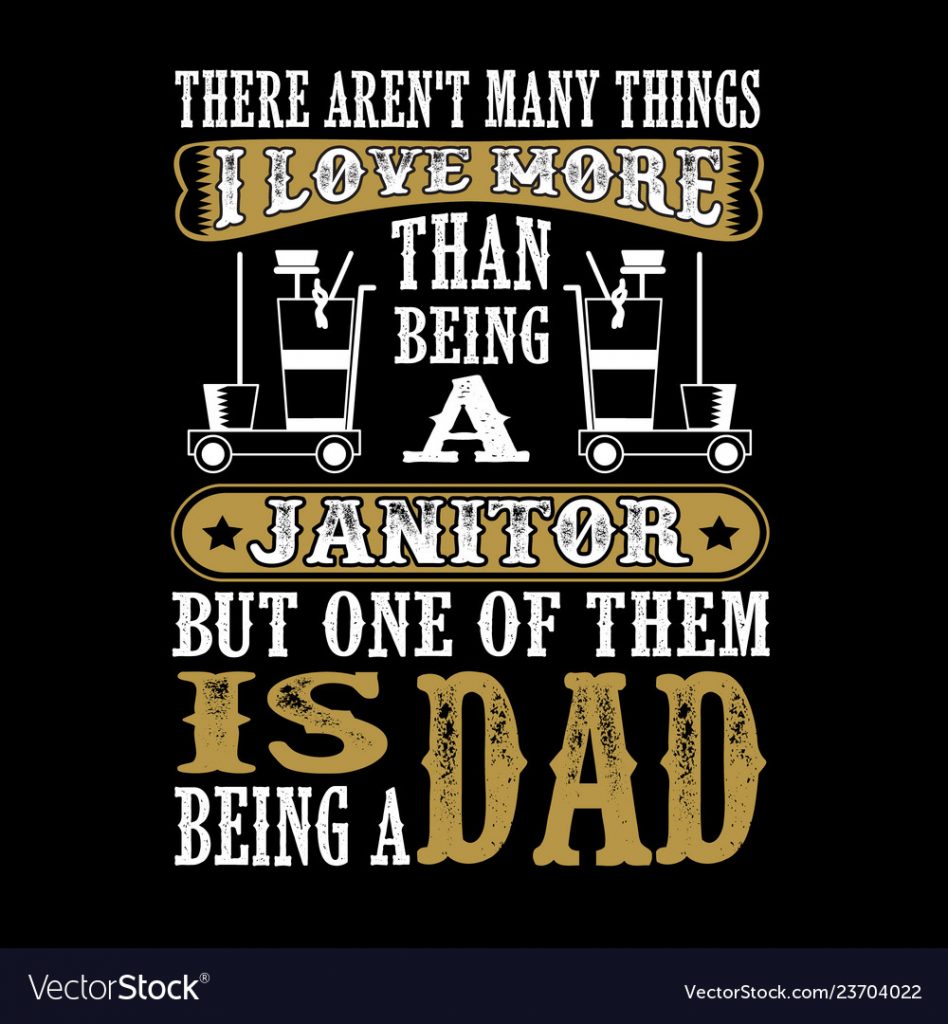 THERE AREN'T MANY THINGS
I LOVE MORE
THAN
BEING
A
JANITOR
BUT ONE OF THEM
IS
BEING A DAD
VectorStock®
VectorStock.com/23704022